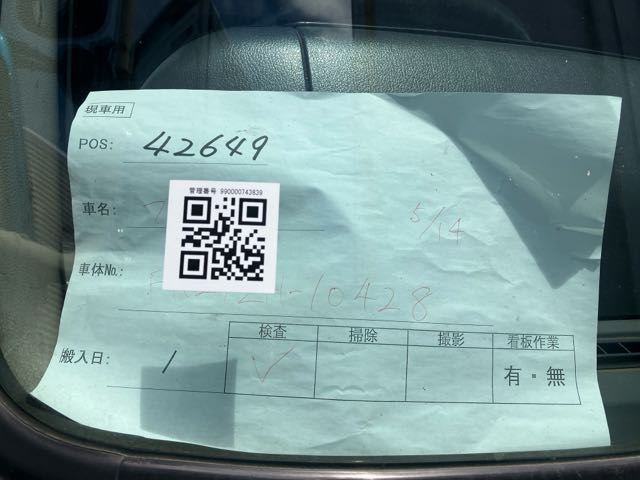 現車用
POS: 42649
管理番号 990000743839
車名: 5/14
車体No.: -10428
検査 掃除 撮影 看板作業
搬入日: / ✓ 有・無